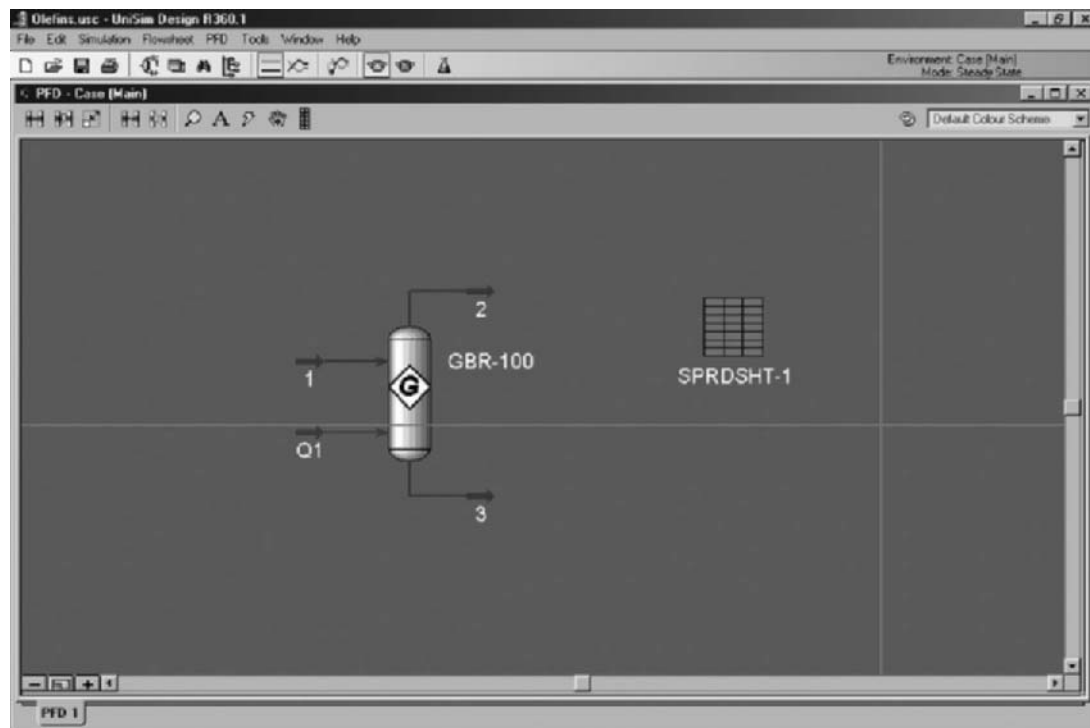 Olefins.usc - UniSim Design R360.1
File Edit Simulation Flowsheet PFD Tools Window Help
Environment: Case (Main)
Mode: Steady State
PFD - Case (Main)
A
Default Colour Scheme
2
GBR-100
1
G
SPRDSHT-1
Q1
3
PFD 1